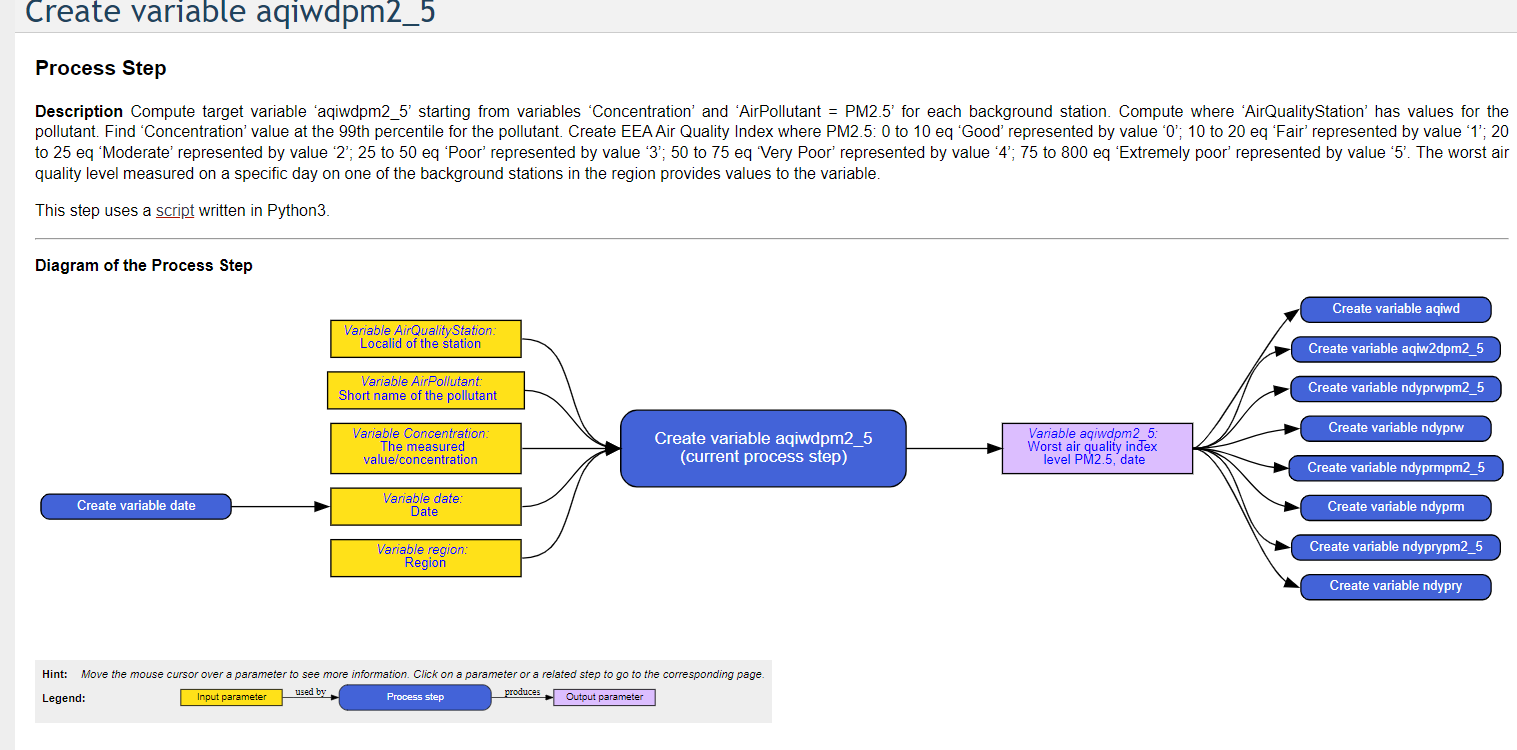 Create variable aqiwdpm2_5
Process Step
Description Compute target variable ‘aqiwdpm2_5’ starting from variables ‘Concentration’ and ‘AirPollutant = PM2.5’ for each background station. Compute where ‘AirQualityStation’ has values for the
pollutant. Find ‘Concentration’ value at the 99th percentile for the pollutant. Create EEA Air Quality Index where PM2.5: 0 to 10 eq ‘Good’ represented by value ‘0’; 10 to 20 eq ‘Fair’ represented by value ‘1’; 20
to 25 eq ‘Moderate’ represented by value ‘2’; 25 to 50 eq ‘Poor’ represented by value ‘3’; 50 to 75 eq ‘Very Poor’ represented by value ‘4’; 75 to 800 eq ‘Extremely poor’ represented by value ‘5’. The worst air
quality level measured on a specific day on one of the background stations in the region provides values to the variable.
This step uses a script written in Python3.
Diagram of the Process Step
Create variable date
Variable AirQualityStation:
Localid of the station
Variable AirPollutant:
Short name of the pollutant
Variable Concentration:
The measured
value/concentration
Variable date:
Date
Variable region:
Region
Create variable aqiwdpm2_5
(current process step)
Variable aqiwdpm2_5:
Worst air quality index
level PM2.5, date
Create variable aqiwd
Create variable aqiw2dpm2_5
Create variable ndyprwpm2_5
Create variable ndyprw
Create variable ndyprmpm2_5
Create variable ndyprm
Create variable ndyprypm2_5
Create variable ndypry
Hint: Move the mouse cursor over a parameter to see more information. Click on a parameter or a related step to go to the corresponding page.
Legend: Input parameter used by Process step produces Output parameter